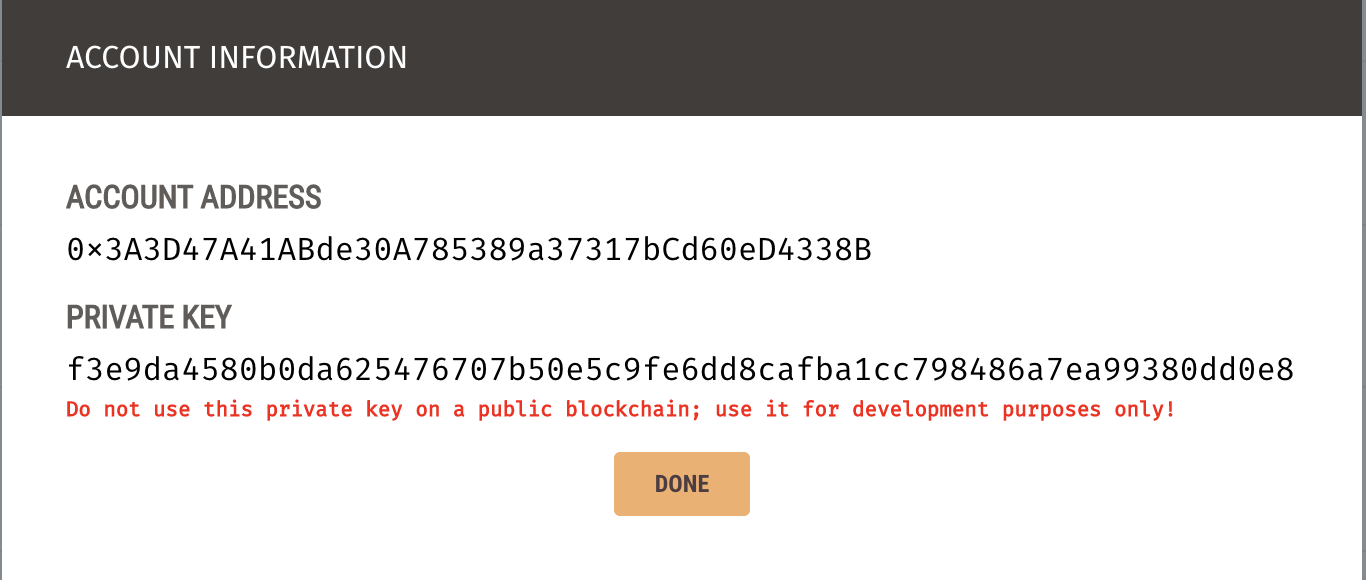 ACCOUNT INFORMATION
ACCOUNT ADDRESS
0×3A3D47A41ABde30A785389a37317bCd60eD4338B
PRIVATE KEY
f3e9da4580b0da625476707b50e5c9fe6dd8cafba1cc798486a7ea99380dd0e8
Do not use this private key on a public blockchain; use it for development purposes only!
DONE